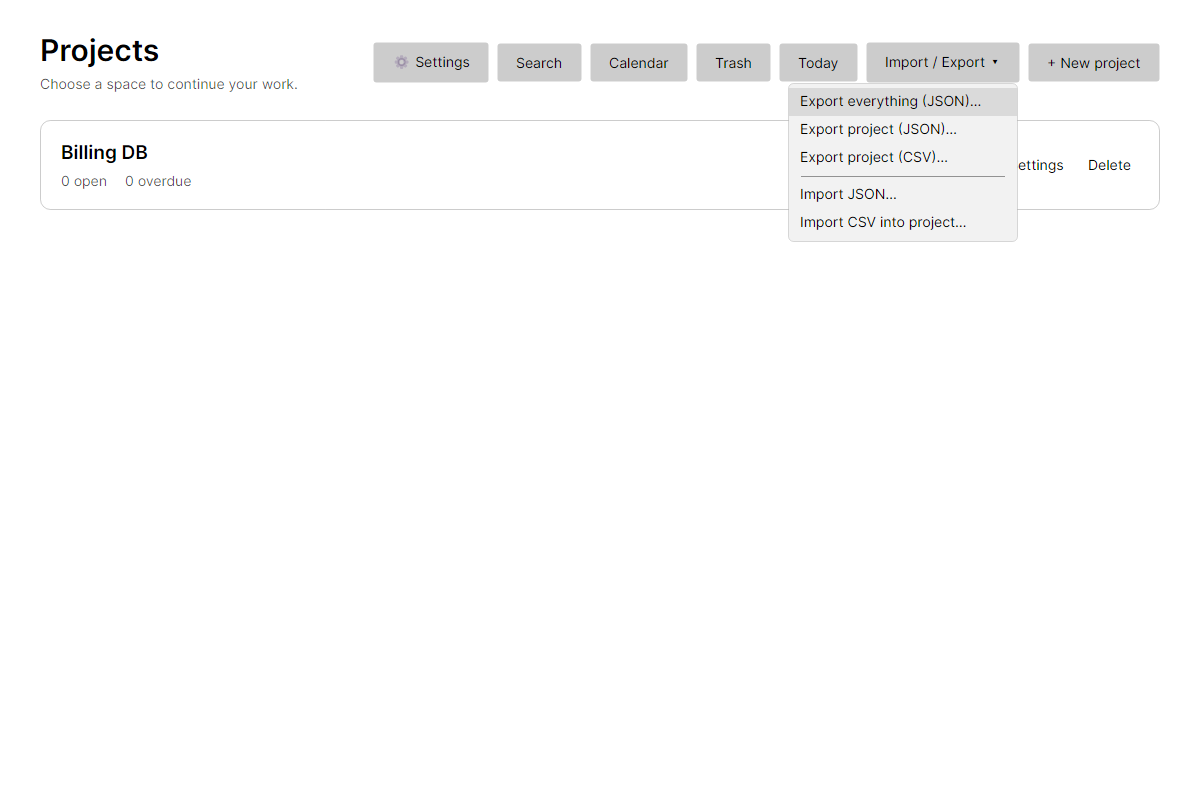 Projects
Choose a space to continue your work.
Settings
Search
Calendar
Trash
Today
Import / Export ▾
+ New project
Export everything (JSON)...
Export project (JSON)...
Export project (CSV)...
Import JSON...
Import CSV into project...
Billing DB
0 open 0 overdue
ettings
Delete